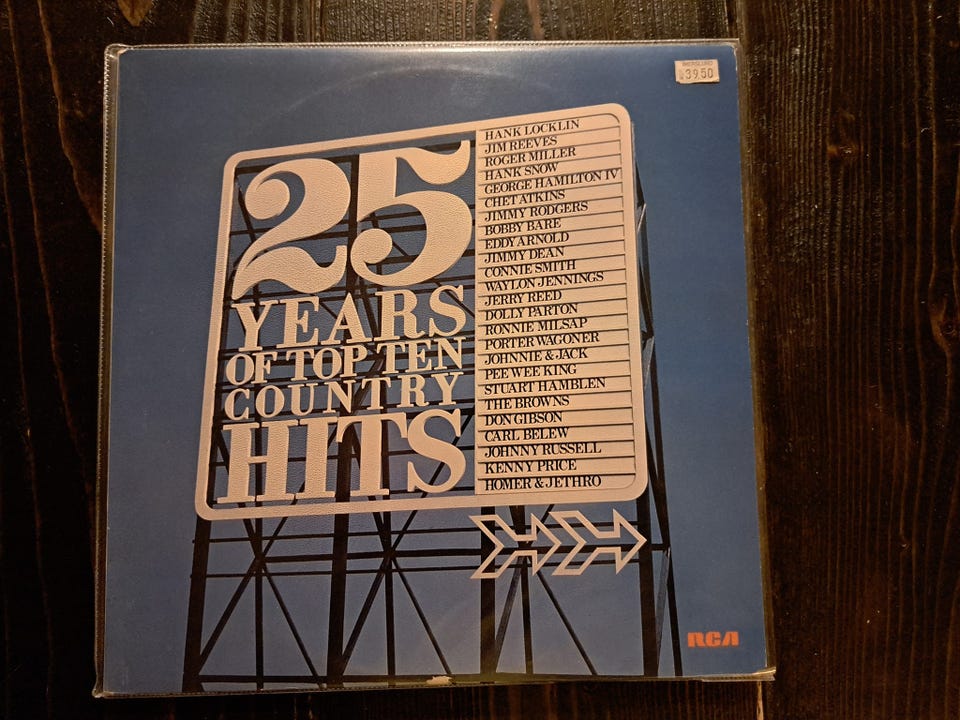 39.50
25
YEARS
OF TOP TEN
COUNTRY
HITS
HANK LOCKLIN
JIM REEVES
ROGER MILLER
HANK SNOW
GEORGE HAMILTON IV
CHET ATKINS
JIMMY RODGERS
BOBBY BARE
EDDY ARNOLD
JIMMY DEAN
CONNIE SMITH
WAYLON JENNINGS
JERRY REED
DOLLY PARTON
RONNIE MILSAP
PORTER WAGONER
JOHNNIE & JACK
PEE WEE KING
STUART HAMBLEN
THE BROWNS
DON GIBSON
CARL BELEW
JOHNNY RUSSELL
KENNY PRICE
HOMER & JETHRO
RCA